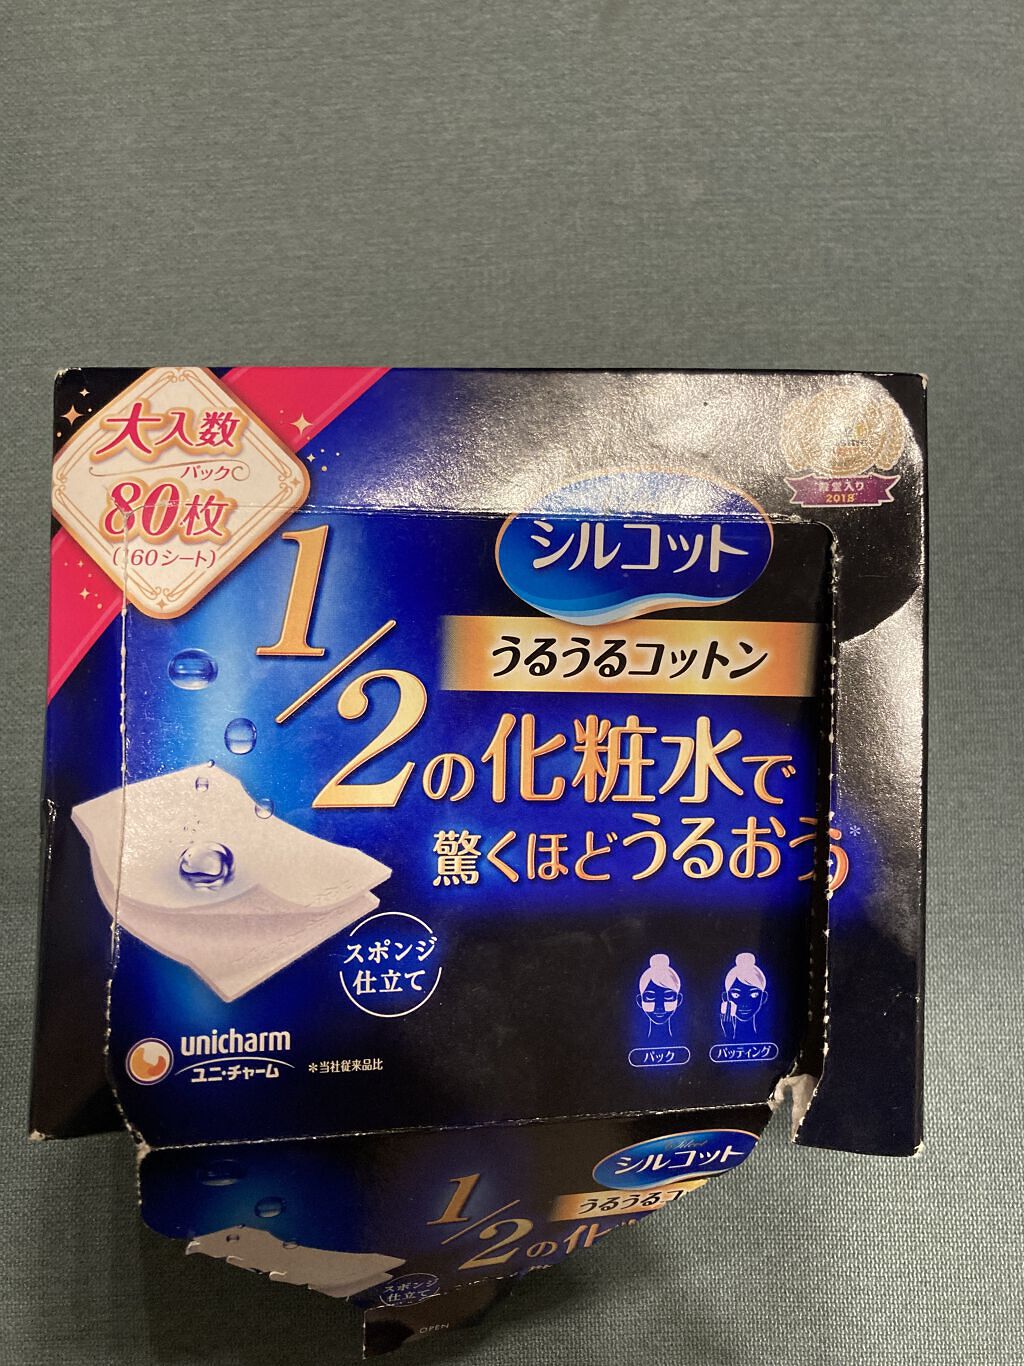 大入数
パック
80枚
(160シート)
殿堂入り
2018
シルコット
うるうるコットン
1/2の化粧水で
驚くほどうるおう*
スポンジ
仕立て
パック
パッティング
unicharm
ユニ・チャーム
*当社従来品比
Silcot
シルコット
うるうるコ
1/2の化
スポンジ
仕立て
OPEN